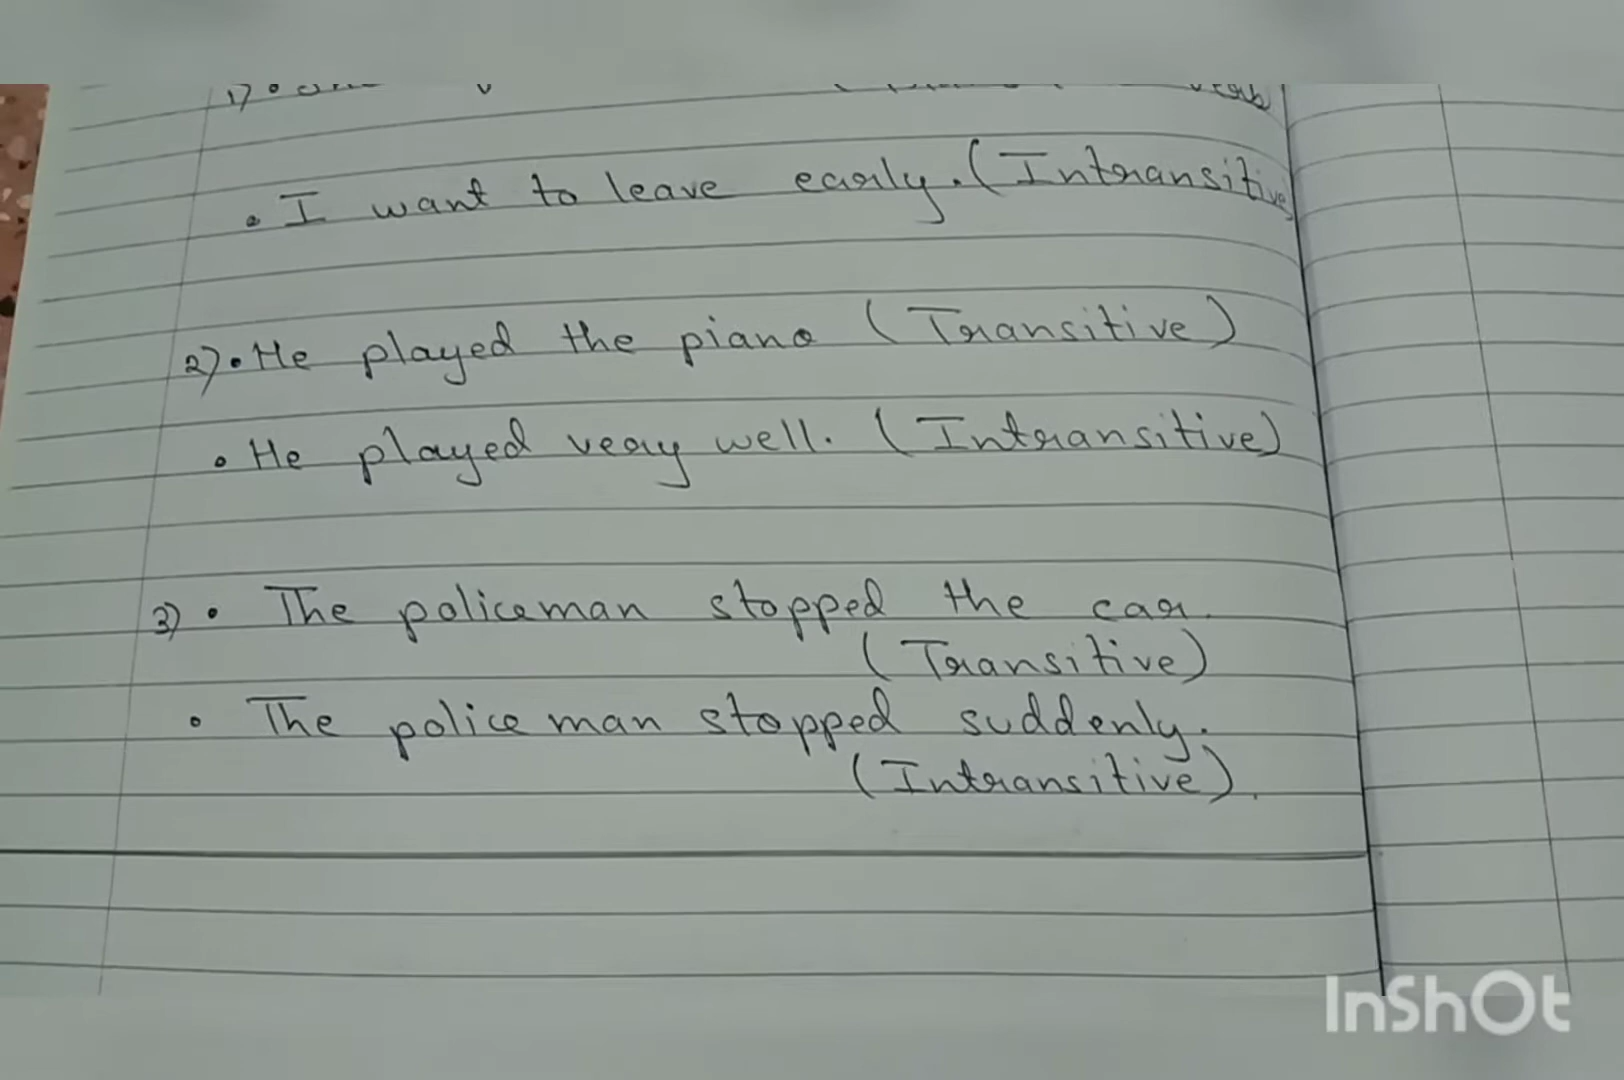 1) •
• I want to leave early. (Intransitive
2) • He played the piano (Transitive)
• He played very well. (Intransitive)
3) • The policeman stopped the car.
(Transitive)
• The police man stopped suddenly.
(Intransitive).
InShOt